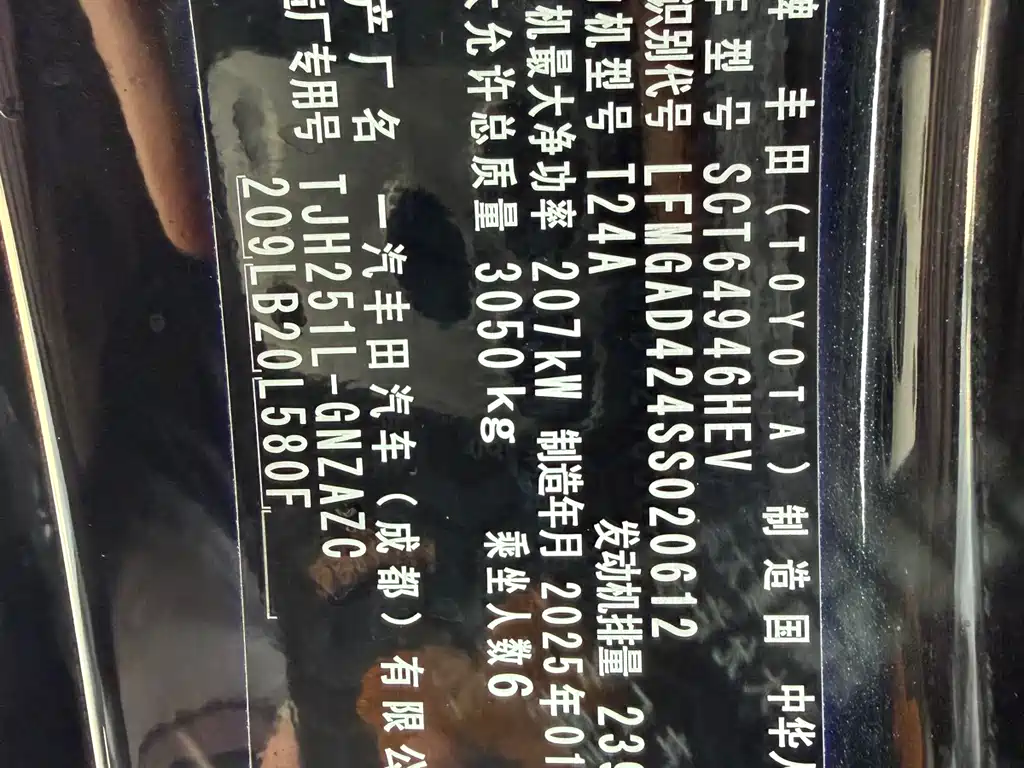 牌 丰田(TOYOTA) 制造国 中华
型号 SCT6494 6HEV
识别代号 LFMGAD424SS020612
机型号 T24A 发动机排量 23
机最大净功率 207kW 制造年月 2025年01
允许总质量 3050kg 乘坐人数6
产厂名 一汽丰田汽车(成都)有限公
厂专用号 TJH251L-GNZAZC
209LB20L580F